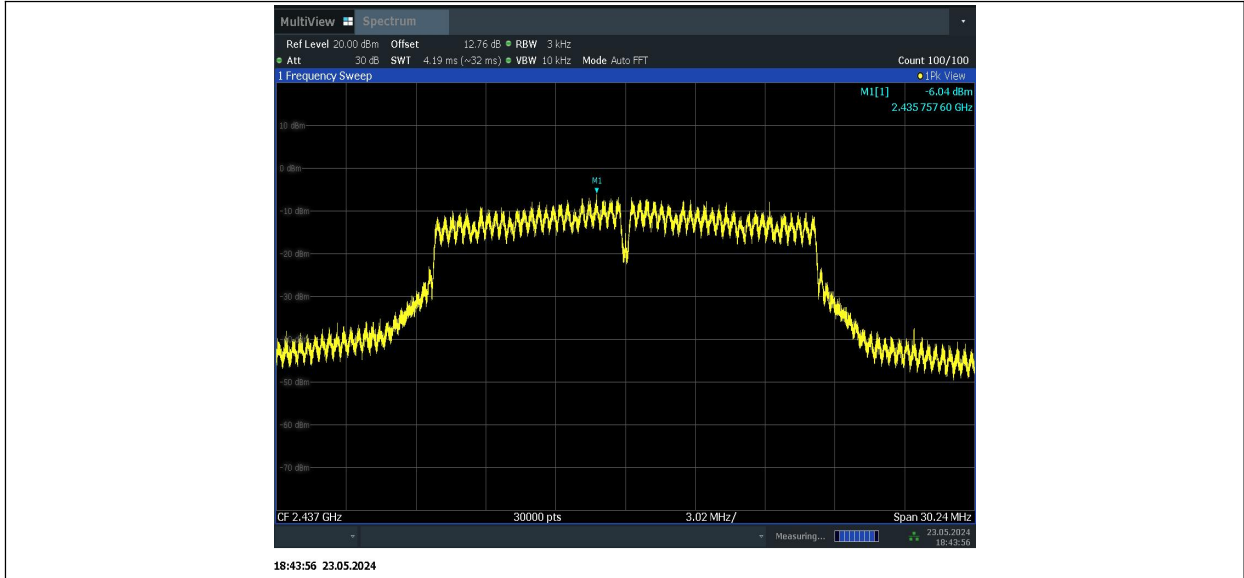 MultiView Spectrum
Ref Level 20.00 dBm Offset 12.76 dB RBW 3 kHz
Att 30 dB SWT 4.19 ms (~32 ms) VBW 10 kHz Mode Auto FFT Count 100/100
1 Frequency Sweep 1Pk View
M1[1] -6.04 dBm
2.435 757 60 GHz
10 dBm
0 dBm
M1
-10 dBm
-20 dBm
-30 dBm
-50 dBm
-60 dBm
-70 dBm
CF 2.437 GHz 30000 pts 3.02 MHz/ Span 30.24 MHz
Measuring... 23.05.2024
18:43:56
18:43:56 23.05.2024